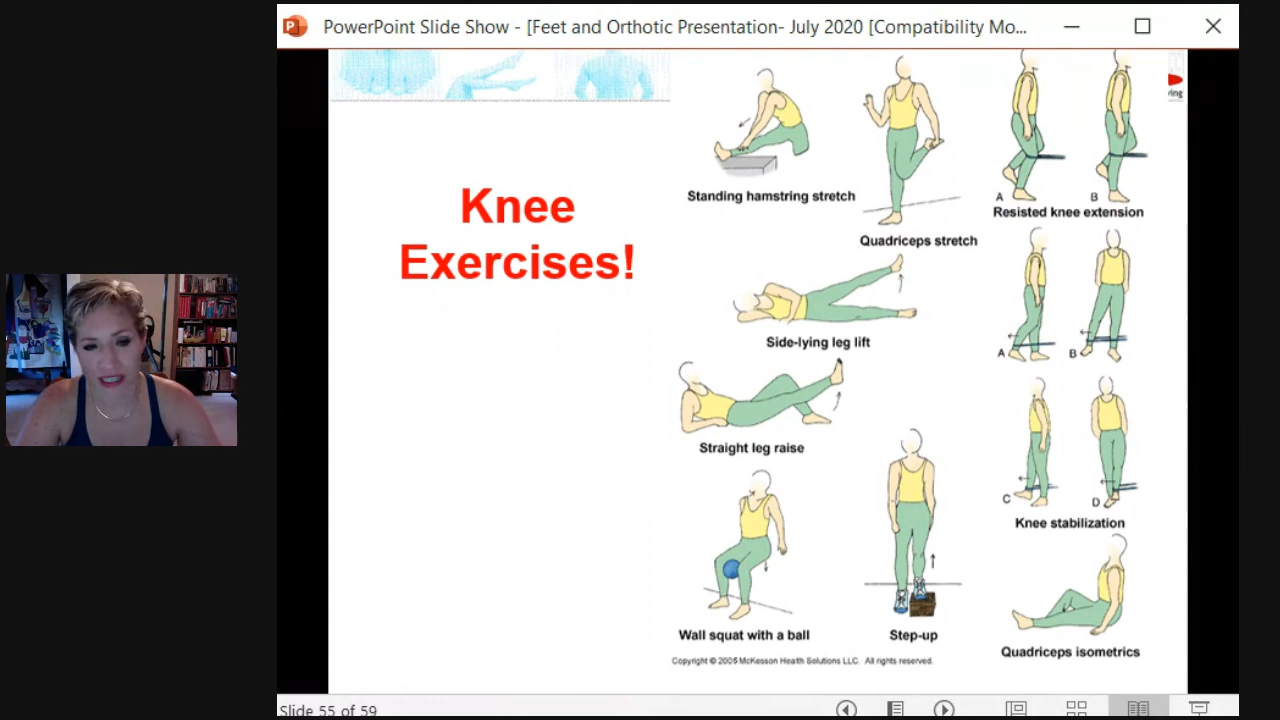 PowerPoint Slide Show - [Feet and Orthotic Presentation- July 2020 [Compatibility Mo...
Knee
Exercises!
Standing hamstring stretch
Quadriceps stretch
A
B
Resisted knee extension
Side-lying leg lift
A
B
Straight leg raise
C
D
Knee stabilization
Wall squat with a ball
Step-up
Quadriceps isometrics
Copyright © 2005 McKesson Health Solutions LLC. All rights reserved.
Slide 55 of 59